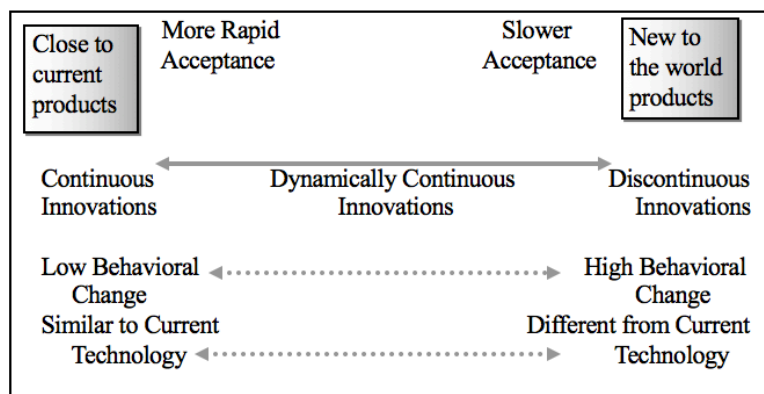 Close to
current
products
More Rapid
Acceptance
Slower
Acceptance
New to
the world
products
Continuous
Innovations
Dynamically Continuous
Innovations
Discontinuous
Innovations
Low Behavioral
Change
High Behavioral
Change
Similar to Current
Technology
Different from Current
Technology